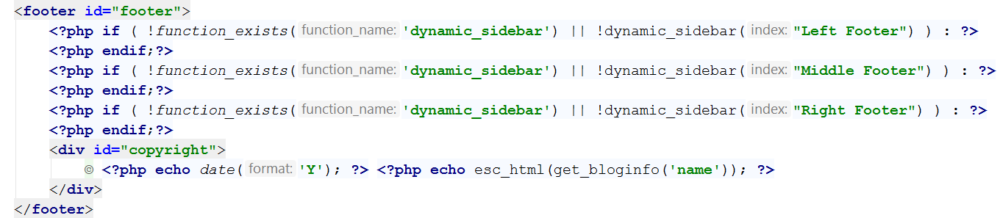 <footer id="footer">
<?php if ( !function_exists( function_name: 'dynamic_sidebar') || !dynamic_sidebar( index: "Left Footer") ) : ?>
<?php endif;?>
<?php if ( !function_exists( function_name: 'dynamic_sidebar') || !dynamic_sidebar( index: "Middle Footer") ) : ?>
<?php endif;?>
<?php if ( !function_exists( function_name: 'dynamic_sidebar') || !dynamic_sidebar( index: "Right Footer") ) : ?>
<?php endif;?>
<div id="copyright">
© <?php echo date( format: 'Y'); ?> <?php echo esc_html(get_bloginfo('name')); ?>
</div>
</footer>